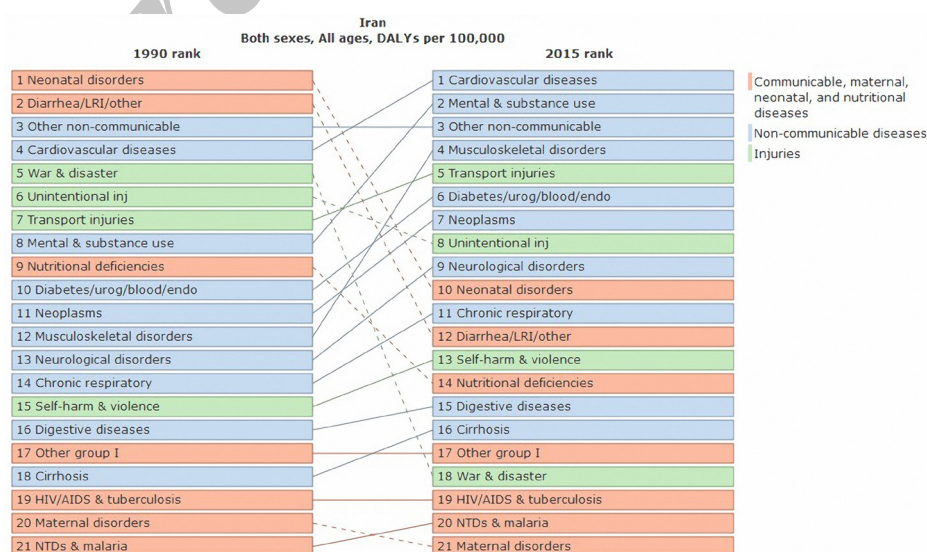 Iran
Both sexes, All ages, DALYs per 100,000
1990 rank
2015 rank
1 Neonatal disorders
2 Diarrhea/LRI/other
3 Other non-communicable
4 Cardiovascular diseases
5 War & disaster
6 Unintentional inj
7 Transport injuries
8 Mental & substance use
9 Nutritional deficiencies
10 Diabetes/urog/blood/endo
11 Neoplasms
12 Musculoskeletal disorders
13 Neurological disorders
14 Chronic respiratory
15 Self-harm & violence
16 Digestive diseases
17 Other group I
18 Cirrhosis
19 HIV/AIDS & tuberculosis
20 Maternal disorders
21 NTDs & malaria
1 Cardiovascular diseases
2 Mental & substance use
3 Other non-communicable
4 Musculoskeletal disorders
5 Transport injuries
6 Diabetes/urog/blood/endo
7 Neoplasms
8 Unintentional inj
9 Neurological disorders
10 Neonatal disorders
11 Chronic respiratory
12 Diarrhea/LRI/other
13 Self-harm & violence
14 Nutritional deficiencies
15 Digestive diseases
16 Cirrhosis
17 Other group I
18 War & disaster
19 HIV/AIDS & tuberculosis
20 NTDs & malaria
21 Maternal disorders
Communicable, maternal,
neonatal, and nutritional
diseases
Non-communicable diseases
Injuries